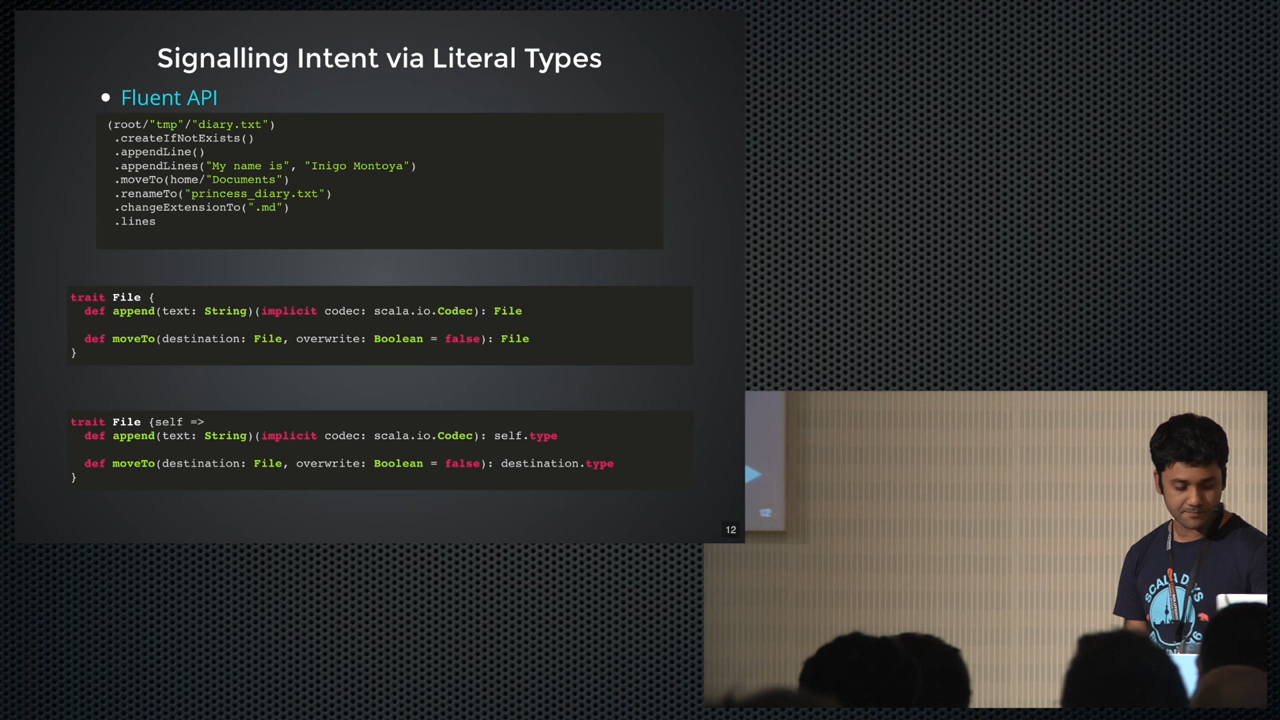 Signalling Intent via Literal Types
Fluent API
(root/"tmp"/"diary.txt")
.createIfNotExists()
.appendLine()
.appendLines("My name is", "Inigo Montoya")
.moveTo(home/"Documents")
.renameTo("princess_diary.txt")
.changeExtensionTo(".md")
.lines
trait File {
def append(text: String)(implicit codec: scala.io.Codec): File
def moveTo(destination: File, overwrite: Boolean = false): File
}
trait File {self =>
def append(text: String)(implicit codec: scala.io.Codec): self.type
def moveTo(destination: File, overwrite: Boolean = false): destination.type
}
12
SCALA DAYS